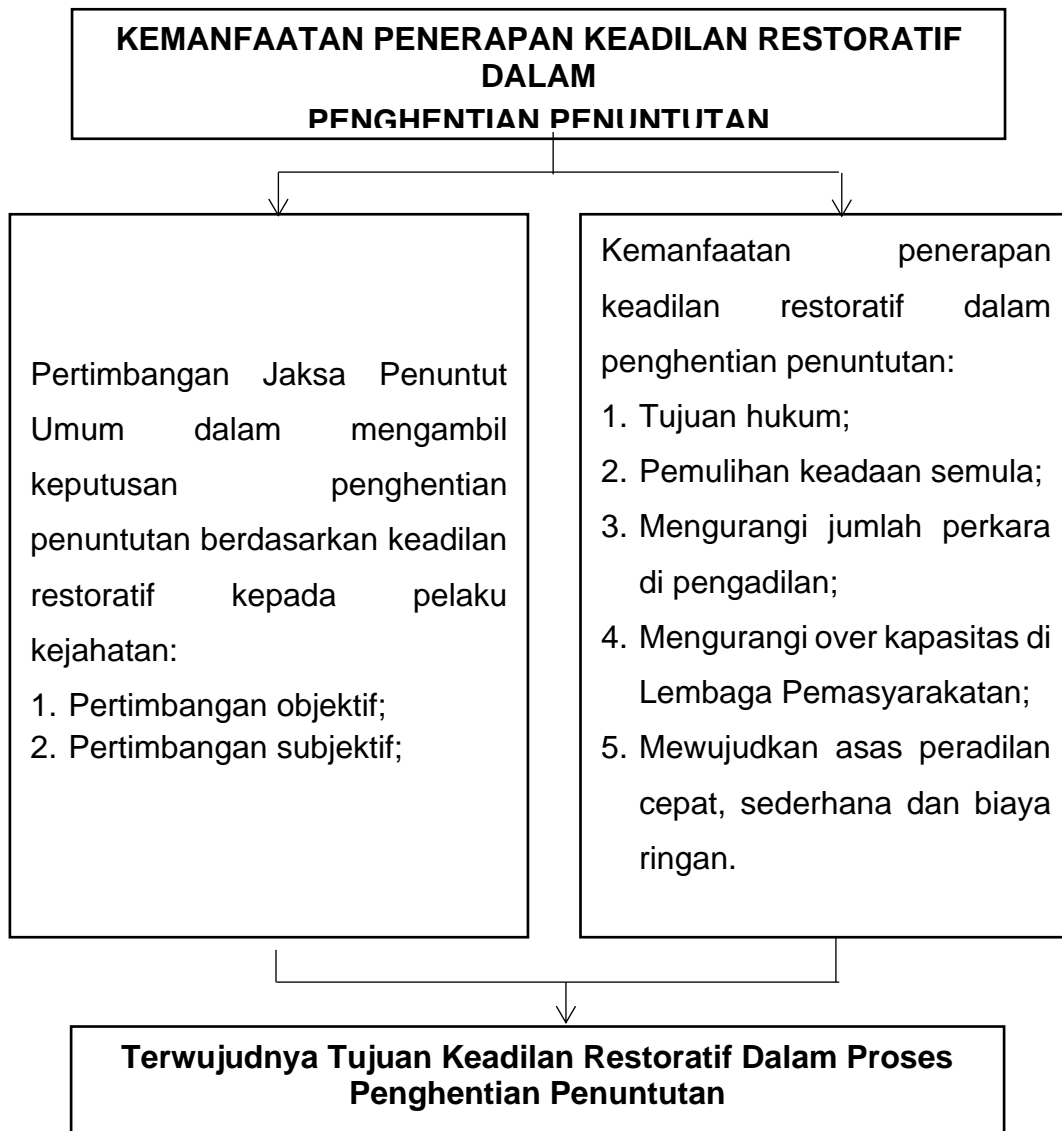 KEMANFAATAN PENERAPAN KEADILAN RESTORATIF
DALAM
PENGHENTIAN PENUNTUTAN
Pertimbangan Jaksa Penuntut
Umum dalam mengambil
keputusan penghentian
penuntutan berdasarkan keadilan
restoratif kepada pelaku
kejahatan:
1. Pertimbangan objektif;
2. Pertimbangan subjektif;
Kemanfaatan penerapan
keadilan restoratif dalam
penghentian penuntutan:
1. Tujuan hukum;
2. Pemulihan keadaan semula;
3. Mengurangi jumlah perkara
di pengadilan;
4. Mengurangi over kapasitas di
Lembaga Pemasyarakatan;
5. Mewujudkan asas peradilan
cepat, sederhana dan biaya
ringan.
Terwujudnya Tujuan Keadilan Restoratif Dalam Proses
Penghentian Penuntutan